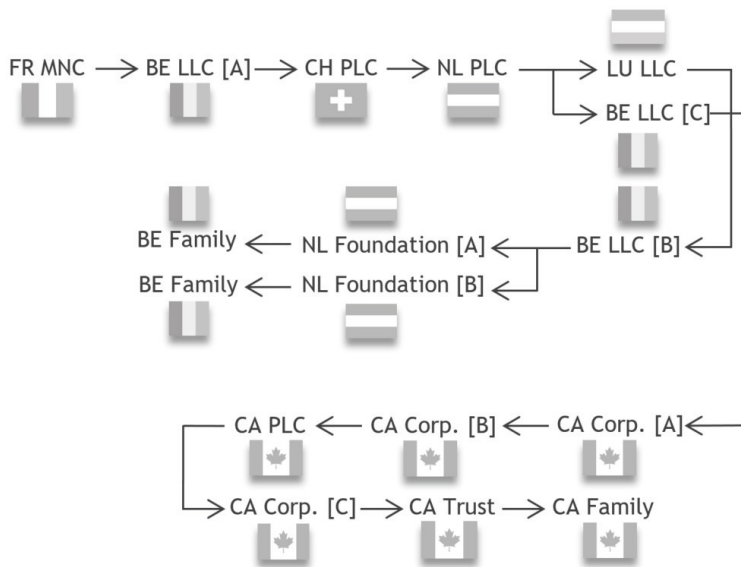 FR MNC BE LLC [A] CH PLC NL PLC LU LLC
BE LLC [C]
BE Family NL Foundation [A] BE LLC [B]
BE Family NL Foundation [B]
CA PLC CA Corp. [B] CA Corp. [A]
CA Corp. [C] CA Trust CA Family